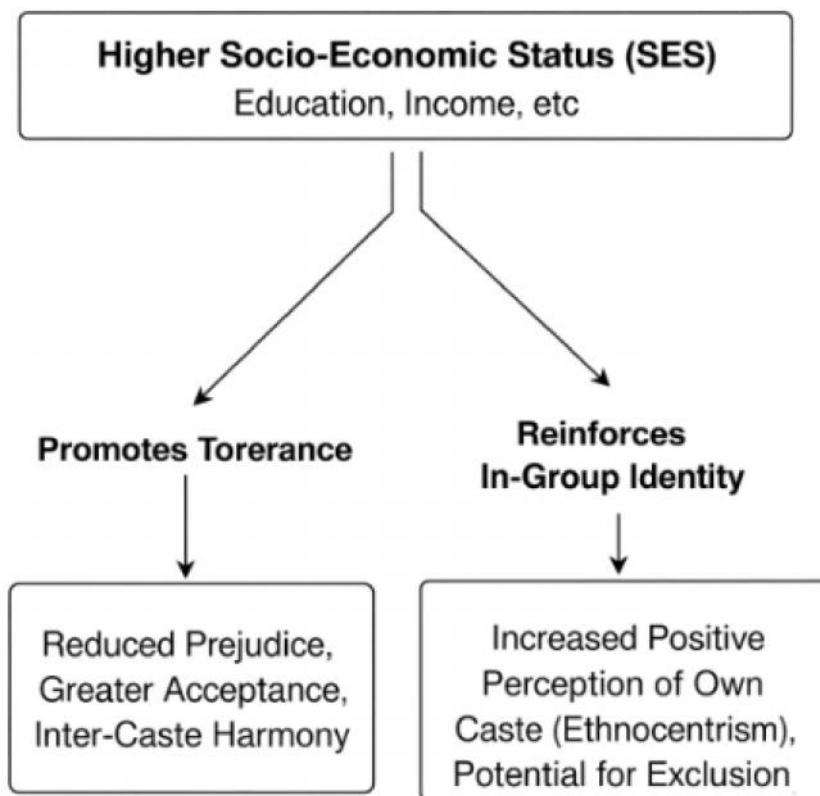 Higher Socio-Economic Status (SES)
Education, Income, etc
Promotes Torerance
Reinforces
In-Group Identity
Reduced Prejudice,
Greater Acceptance,
Inter-Caste Harmony
Increased Positive
Perception of Own
Caste (Ethnocentrism),
Potential for Exclusion